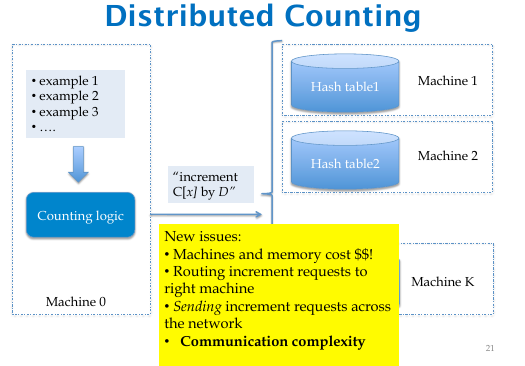 Distributed Counting
• example 1
• example 2
• example 3
• ….
Counting logic
Machine 0
"increment
C[x] by D"
Hash table1
Machine 1
Hash table2
Machine 2
Machine K
New issues:
• Machines and memory cost $$!
• Routing increment requests to
right machine
• Sending increment requests across
the network
• Communication complexity
21